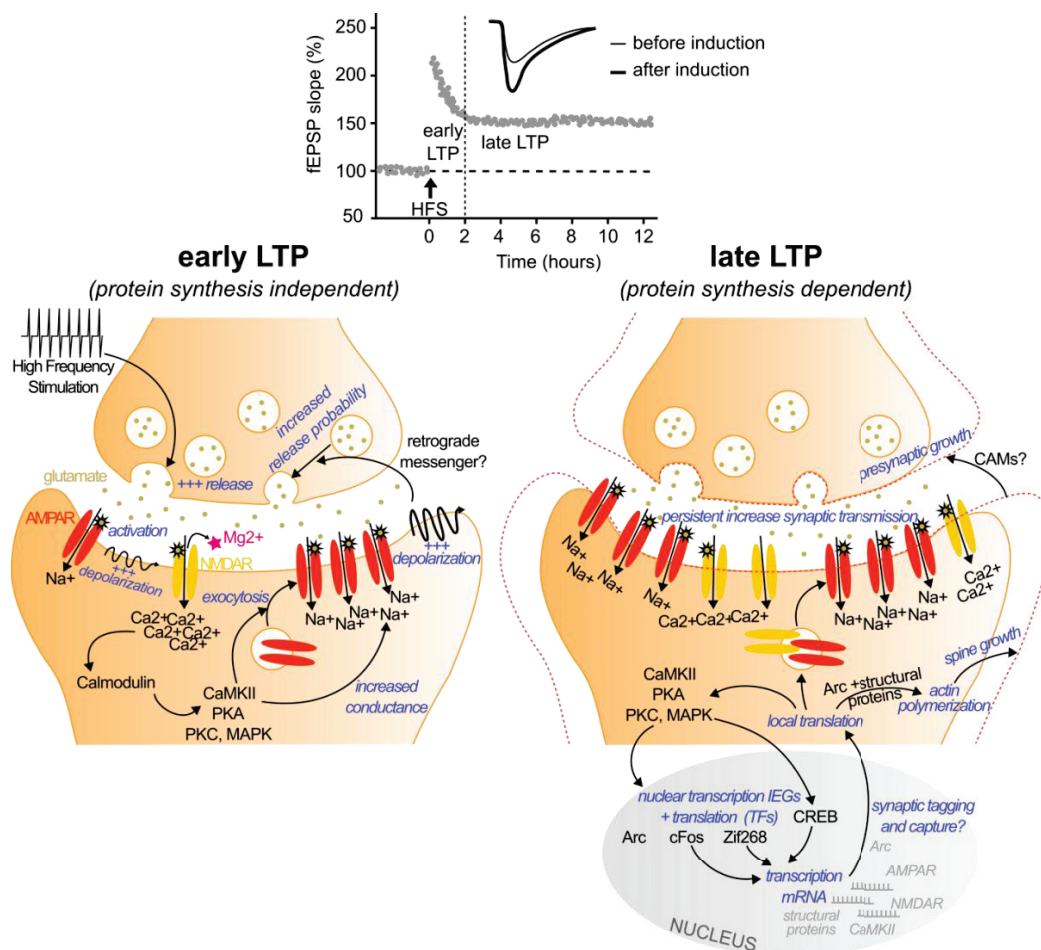 fEPSP slope (%)
250
200
150
100
50
before induction
after induction
early
LTP
late LTP
HFS
0
2
4
6
8
10
12
Time (hours)
early LTP
(protein synthesis independent)
High Frequency
Stimulation
increased
release probability
retrograde
messenger?
glutamate
+++ release
AMPAR
activation
Mg2+
NMDAR
+++
depolarization
+++
depolarization
Na+
exocytosis
Ca2+Ca2+
Ca2+Ca2+
Ca2+
Na+
Na+
Na+
Na+
Na+
Calmodulin
CaMKII
PKA
PKC, MAPK
increased
conductance
late LTP
(protein synthesis dependent)
presynaptic growth
CAMs?
persistent increase synaptic transmission
Na+
Na+
Na+
Na+
Ca2+Ca2+
Ca2+
Na+
Na+
Na+
Na+
Ca2+
Ca2+
CaMKII
PKA
PKC, MAPK
local translation
Arc +structural
proteins
actin
polymerization
spine growth
nuclear transcription IEGs
+ translation (TFs)
CREB
Arc
cFos
Zif268
synaptic tagging
and capture?
transcription
mRNA
Arc
AMPAR
NMDAR
structural
proteins
CaMKII
NUCLEUS